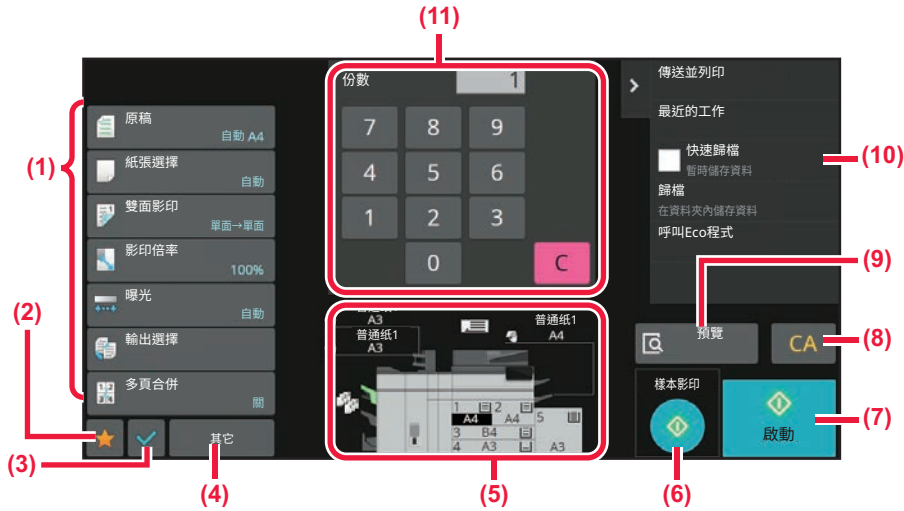 (11)
(1)
原稿
自動 A4
紙張選擇
自動
雙面影印
單面→單面
影印倍率
100%
曝光
自動
輸出選擇
多頁合併
關
(2)
(3)
其它
(4)
份數
1
7 8 9
4 5 6
1 2 3
0 C
普通纸1
A3
普通纸1
A3
普通纸1
A4
1 2
A4 A4 5
3 B4
4 A3 A3
(5)
傳送並列印
最近的工作
快速歸檔
暫時儲存資料
歸檔
在資料夾內儲存資料
呼叫Eco程式
(10)
(9)
預覽
CA
(8)
樣本影印
啟動
(7)
(6)